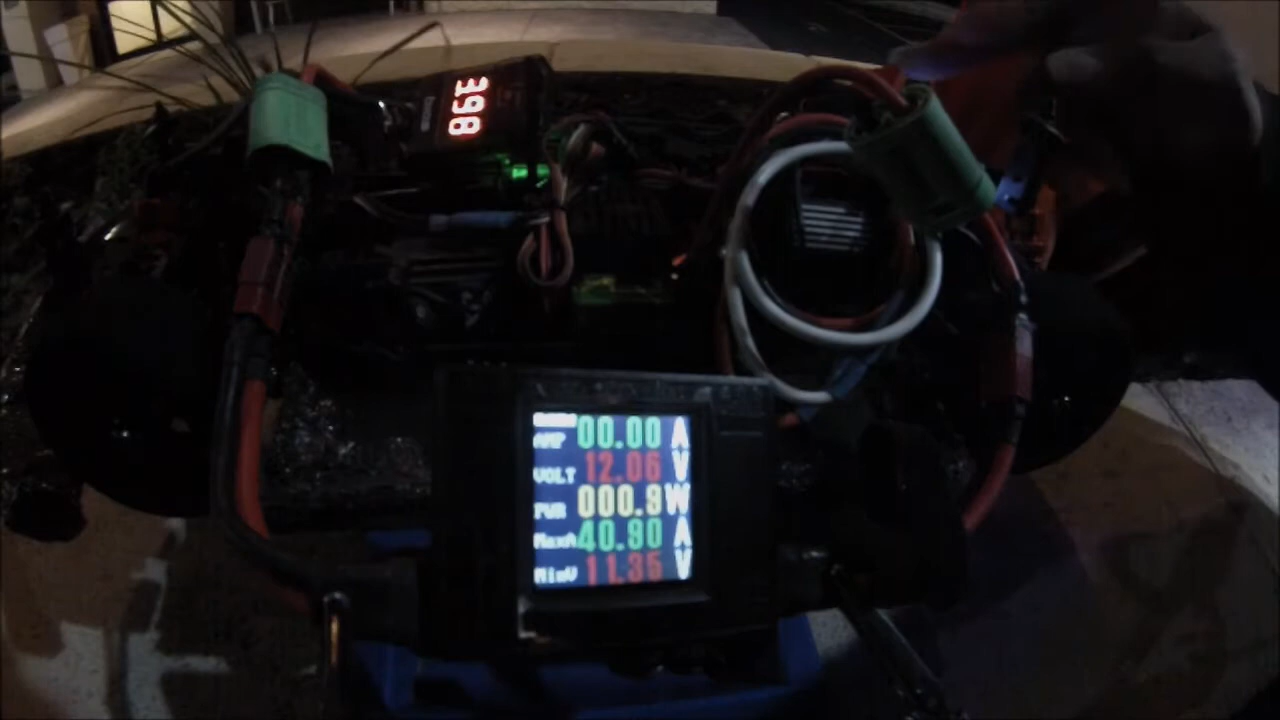 398
AMP 00.00 A
VOLT 12.06 V
PWR 000.9 W
MaxA 40.90 A
MinV 11.35 V